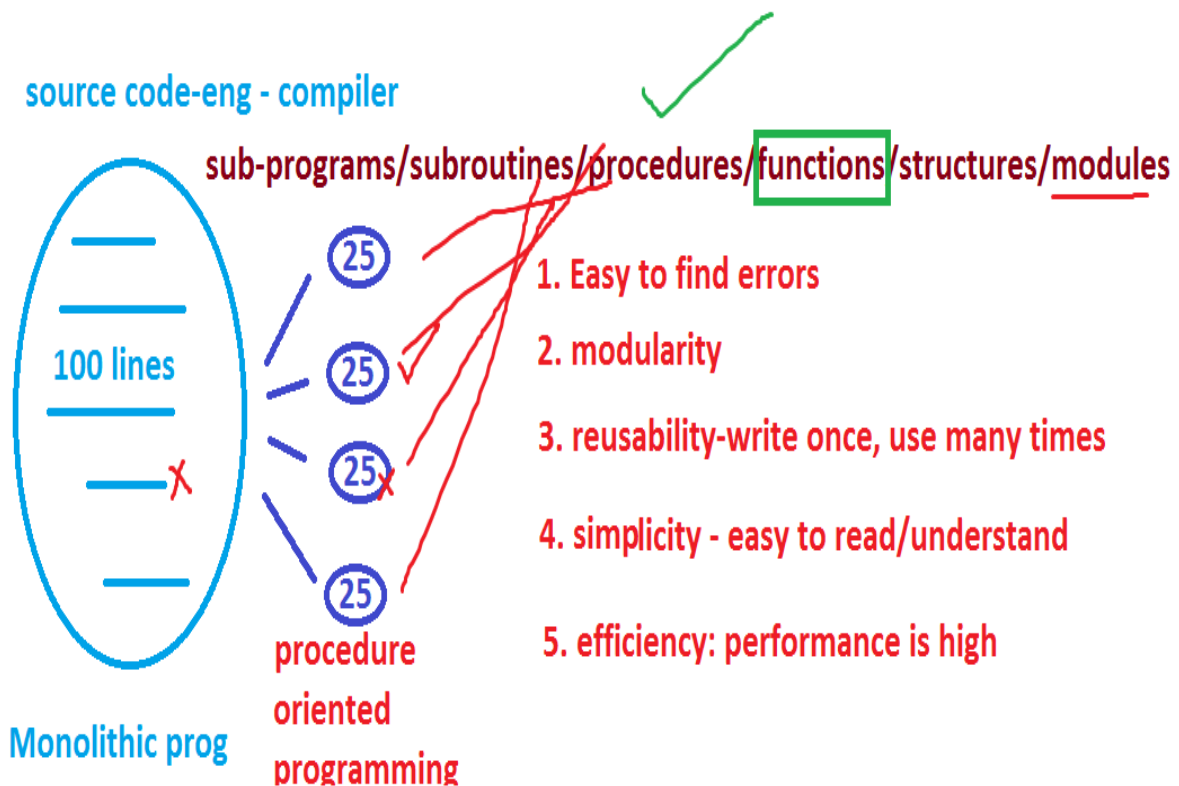 source code-eng - compiler
sub-programs/subroutines/procedures/functions/structures/modules
100 lines
25
25
25
25
1. Easy to find errors
2. modularity
3. reusability-write once, use many times
4. simplicity - easy to read/understand
5. efficiency: performance is high
procedure
oriented
programming
Monolithic prog